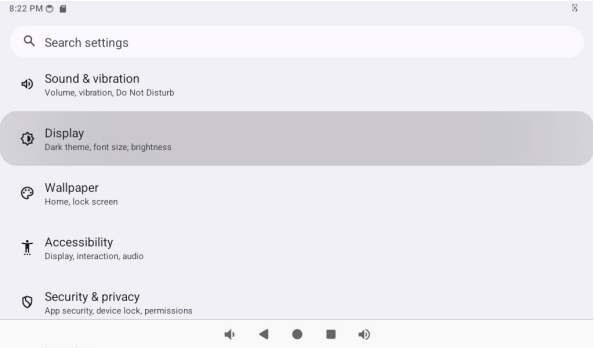 8:22 PM
Search settings
Sound & vibration
Volume, vibration, Do Not Disturb
Display
Dark theme, font size, brightness
Wallpaper
Home, lock screen
Accessibility
Display, interaction, audio
Security & privacy
App security, device lock, permissions